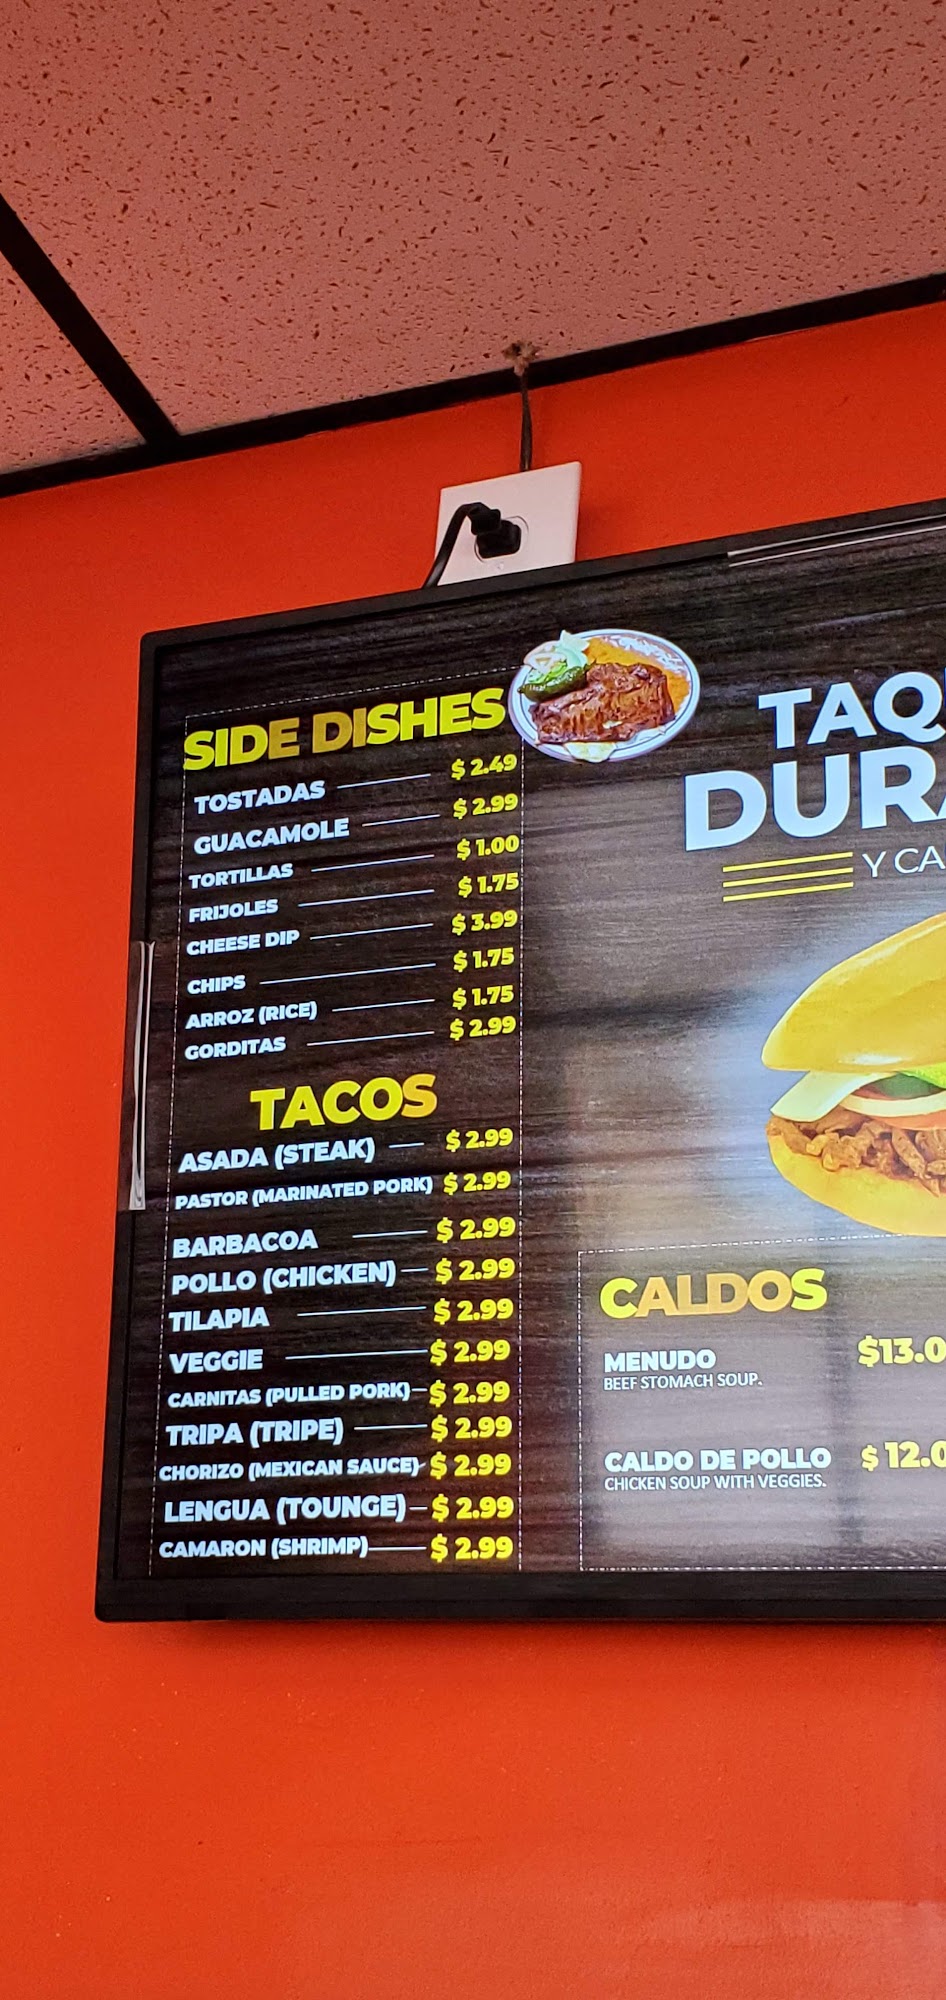 SIDE DISHES
TOSTADAS $ 2.49
GUACAMOLE $ 2.99
TORTILLAS $ 1.00
FRIJOLES $ 1.75
CHEESE DIP $ 3.99
CHIPS $ 1.75
ARROZ (RICE) $ 1.75
GORDITAS $ 2.99
TACOS
ASADA (STEAK) $ 2.99
PASTOR (MARINATED PORK) $ 2.99
BARBACOA $ 2.99
POLLO (CHICKEN) $ 2.99
TILAPIA $ 2.99
VEGGIE $ 2.99
CARNITAS (PULLED PORK) $ 2.99
TRIPA (TRIPE) $ 2.99
CHORIZO (MEXICAN SAUCE) $ 2.99
LENGUA (TOUNGE) $ 2.99
CAMARON (SHRIMP) $ 2.99
TAQ
DURA
Y CA
CALDOS
MENUDO $13.0
BEEF STOMACH SOUP.
CALDO DE POLLO $ 12.0
CHICKEN SOUP WITH VEGGIES.